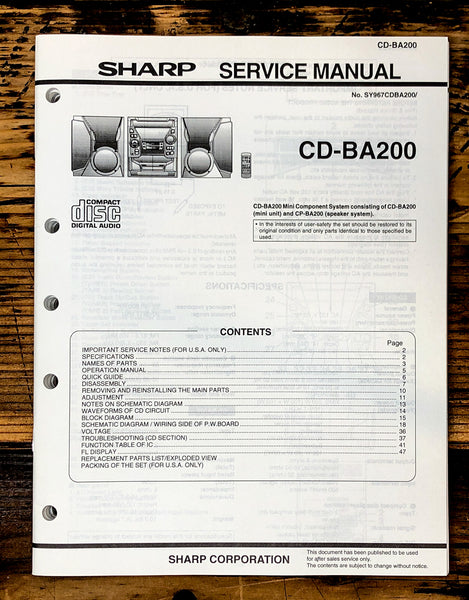 CD-BA200
SHARP SERVICE MANUAL
No. SY967CDBA200/
CD-BA200
COMPACT
disc
DIGITAL AUDIO
CD-BA200 Mini Component System consisting of CD-BA200
(mini unit) and CP-BA200 (speaker system).
• In the interests of user-safety the set should be restored to its
original condition and only parts identical to those specified be
used.
CONTENTS
Page
IMPORTANT SERVICE NOTES (FOR U.S.A. ONLY) 2
SPECIFICATIONS 2
NAMES OF PARTS 3
OPERATION MANUAL 5
QUICK GUIDE 6
DISASSEMBLY 7
REMOVING AND REINSTALLING THE MAIN PARTS 10
ADJUSTMENT 11
NOTES ON SCHEMATIC DIAGRAM 13
WAVEFORMS OF CD CIRCUIT 14
BLOCK DIAGRAM 15
SCHEMATIC DIAGRAM / WIRING SIDE OF P.W.BOARD 18
VOLTAGE 36
TROUBLESHOOTING (CD SECTION) 37
FUNCTION TABLE OF IC 41
FL DISPLAY 47
REPLACEMENT PARTS LIST/EXPLODED VIEW
PACKING OF THE SET (FOR U.S.A. ONLY)
SHARP CORPORATION
This document has been published to be used
for after sales service only.
The contents are subject to change without notice.